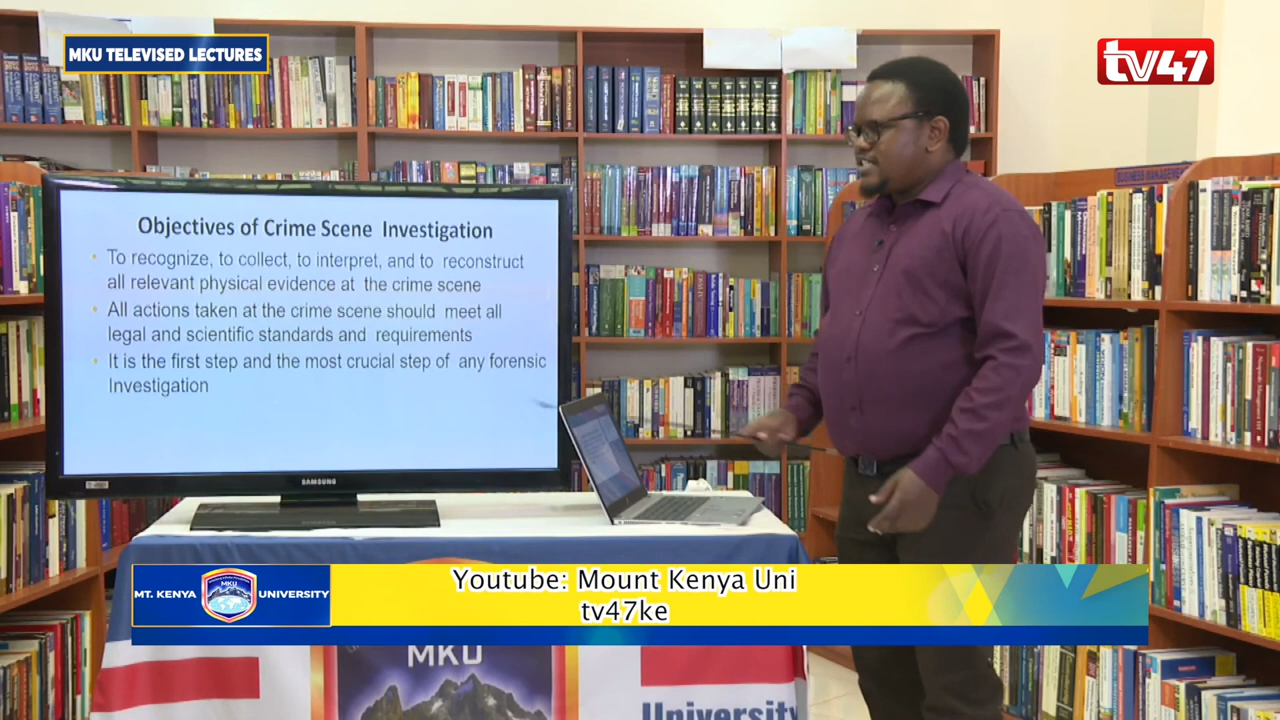 MKU TELEVISED LECTURES
tv47
BUSINESS MANAGEMENT
Objectives of Crime Scene Investigation
• To recognize, to collect, to interpret, and to reconstruct
all relevant physical evidence at the crime scene
• All actions taken at the crime scene should meet all
legal and scientific standards and requirements
• It is the first step and the most crucial step of any forensic
Investigation
SAMSUNG
MT. KENYA
MKU
UNIVERSITY
Youtube: Mount Kenya Uni
tv47ke
MKU
University